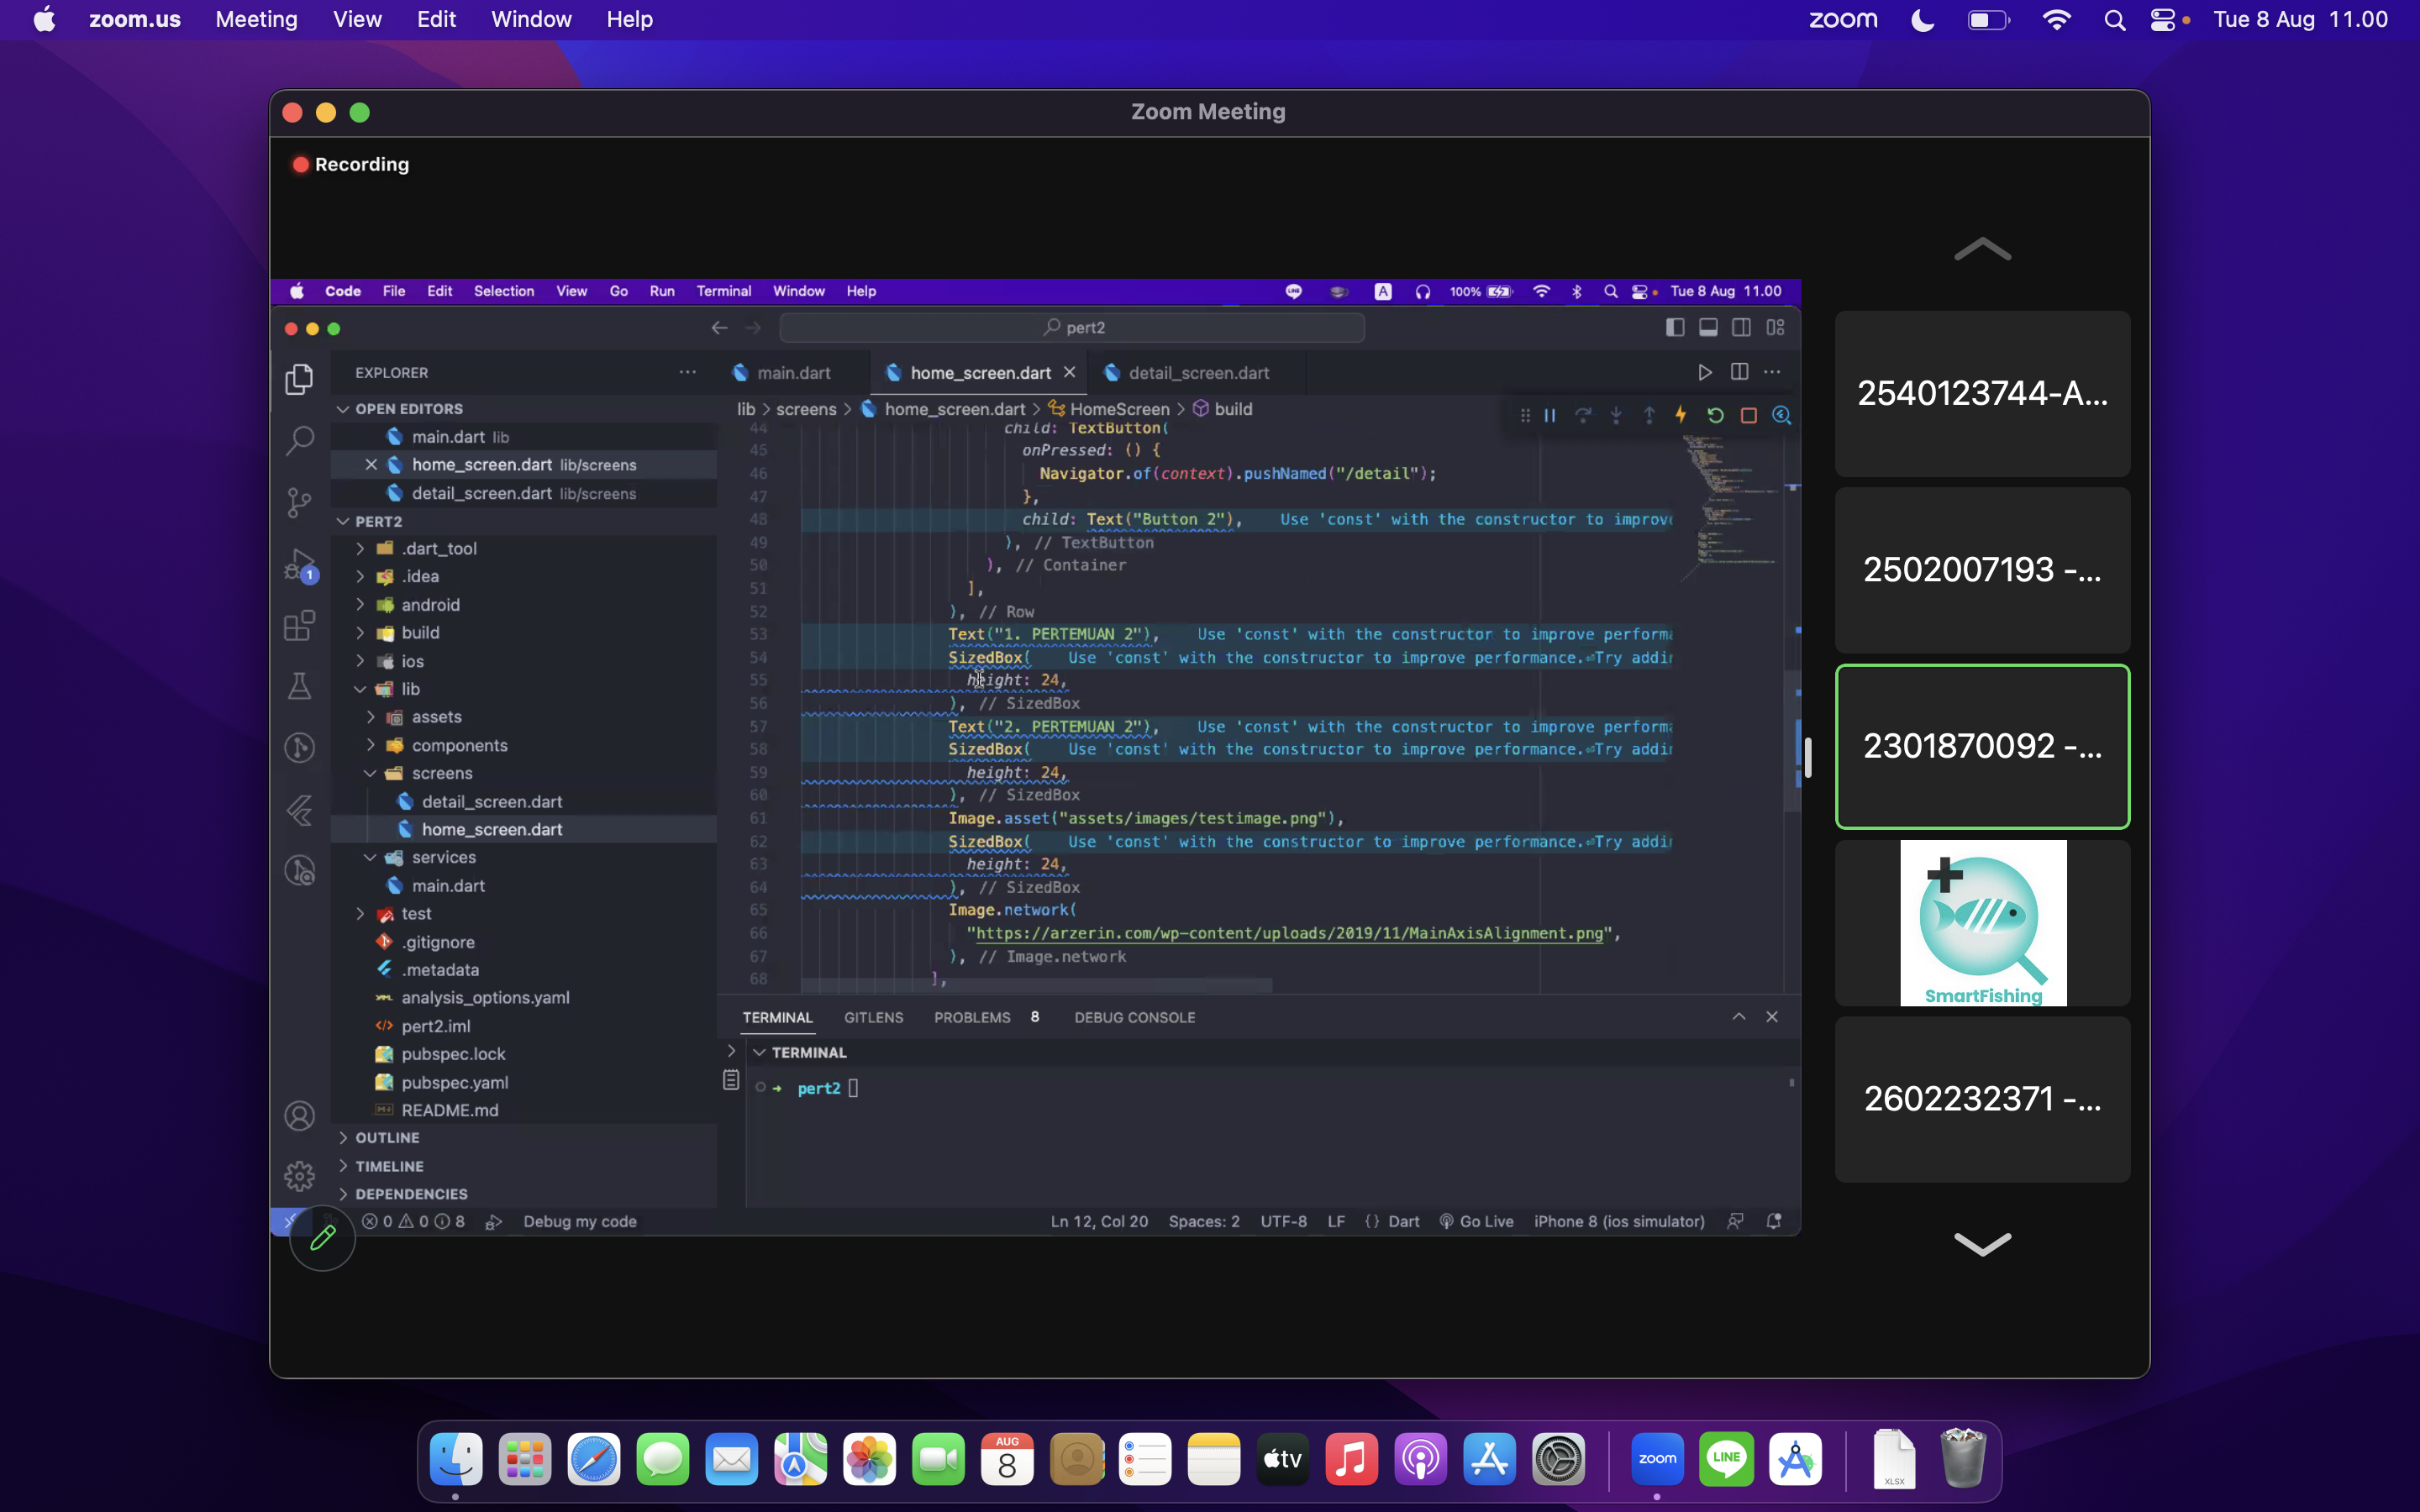 zoom.us Meeting View Edit Window Help zoom Tue 8 Aug 11.00
Zoom Meeting
Recording
Code File Edit Selection View Go Run Terminal Window Help A 100% Tue 8 Aug 11.00
pert2
EXPLORER
main.dart
home_screen.dart
detail_screen.dart
OPEN EDITORS
main.dart lib
home_screen.dart lib/screens
detail_screen.dart lib/screens
PERT2
.dart_tool
.idea
android
build
ios
lib
assets
components
screens
detail_screen.dart
home_screen.dart
services
main.dart
test
.gitignore
.metadata
analysis_options.yaml
pert2.iml
pubspec.lock
pubspec.yaml
README.md
OUTLINE
TIMELINE
DEPENDENCIES
1
lib > screens > home_screen.dart > HomeScreen > build
44 child: TextButton(
45 onPressed: () {
46 Navigator.of(context).pushNamed("/detail");
47 },
48 child: Text("Button 2"), Use 'const' with the constructor to improve
49 ), // TextButton
50 ), // Container
51 ],
52 ), // Row
53 Text("1. PERTEMUAN 2"), Use 'const' with the constructor to improve performa
54 SizedBox( Use 'const' with the constructor to improve performance.⏎Try addin
55 height: 24,
56 ), // SizedBox
57 Text("2. PERTEMUAN 2"), Use 'const' with the constructor to improve performa
58 SizedBox( Use 'const' with the constructor to improve performance.⏎Try addin
59 height: 24,
60 ), // SizedBox
61 Image.asset("assets/images/testimage.png"),
62 SizedBox( Use 'const' with the constructor to improve performance.⏎Try addin
63 height: 24,
64 ), // SizedBox
65 Image.network(
66 "https://arzerin.com/wp-content/uploads/2019/11/MainAxisAlignment.png",
67 ), // Image.network
68 ],
TERMINAL GITLENS PROBLEMS 8 DEBUG CONSOLE
TERMINAL
pert2
0 0 8 Debug my code Ln 12, Col 20 Spaces: 2 UTF-8 LF {} Dart Go Live iPhone 8 (ios simulator)
2540123744-A...
2502007193 -...
2301870092 -...
SmartFishing
2602232371 -...
AUG
8
tv
zoom
LINE
XLSX